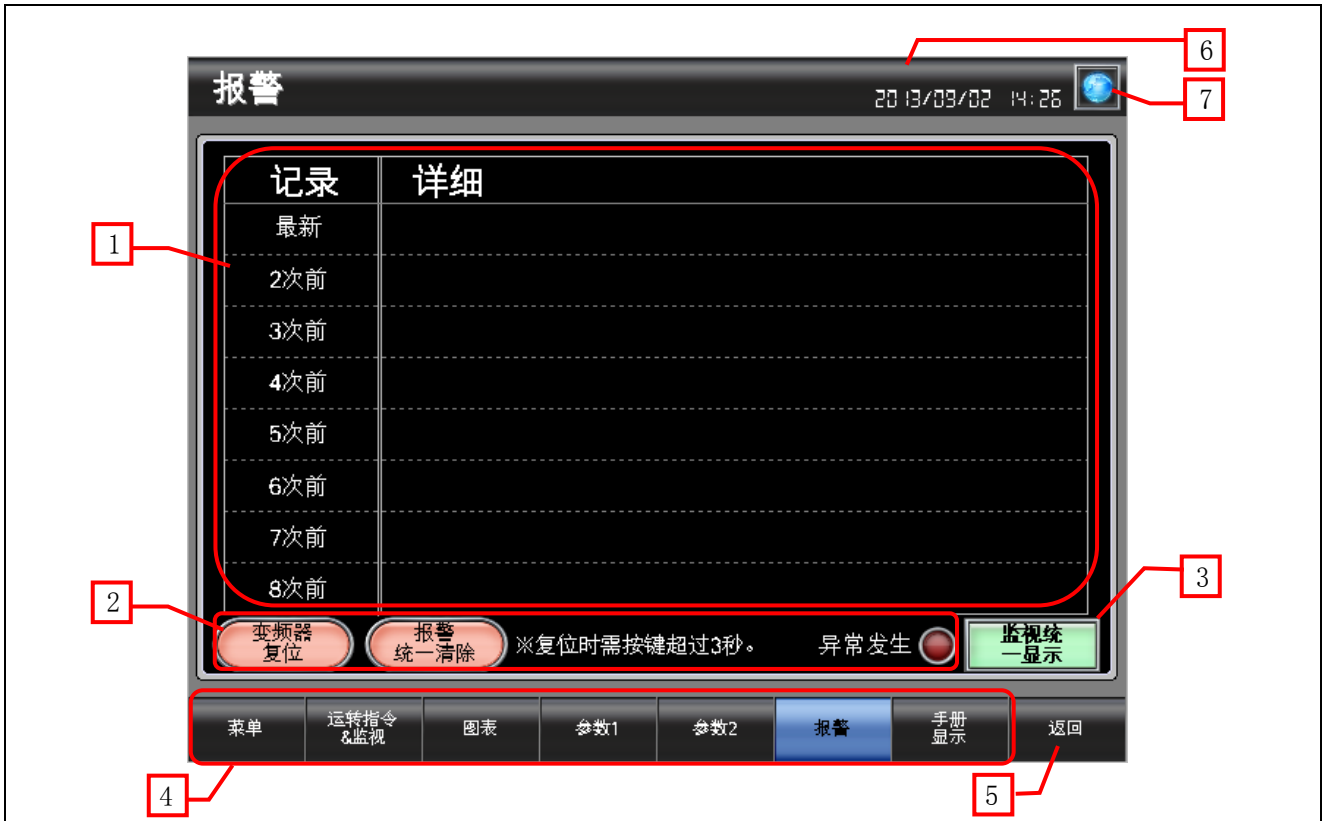 6
报警
2013/09/02 14:26
7
记录 详细
最新
1
2次前
3次前
4次前
5次前
6次前
7次前
3
8次前
2
变频器
复位
报警
统一清除
※复位时需按键超过3秒。
异常发生
监视统
一显示
菜单
运转指令
&监视
图表
参数1
参数2
报警
手册
显示
返回
4
5